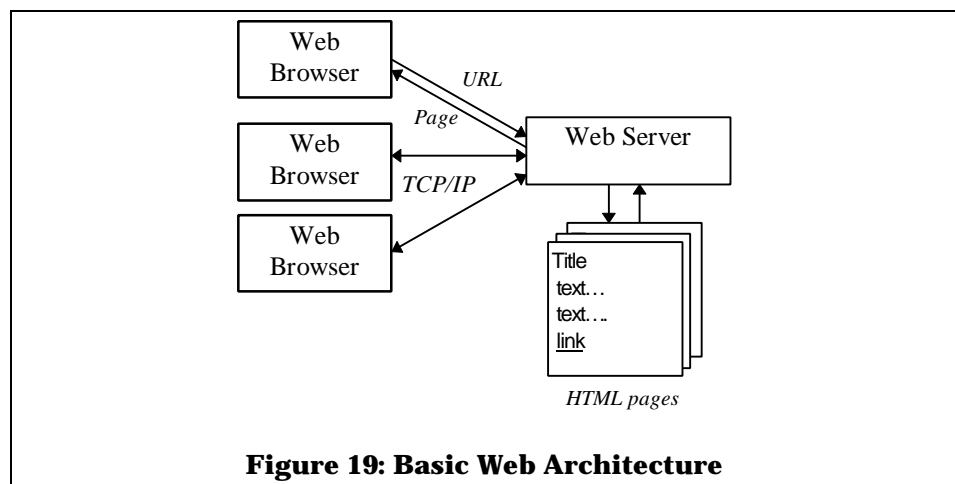 Web
Browser
URL
Page
Web
Browser
Web Server
TCP/IP
Web
Browser
Title
text…
text….
link
HTML pages
Figure 19: Basic Web Architecture